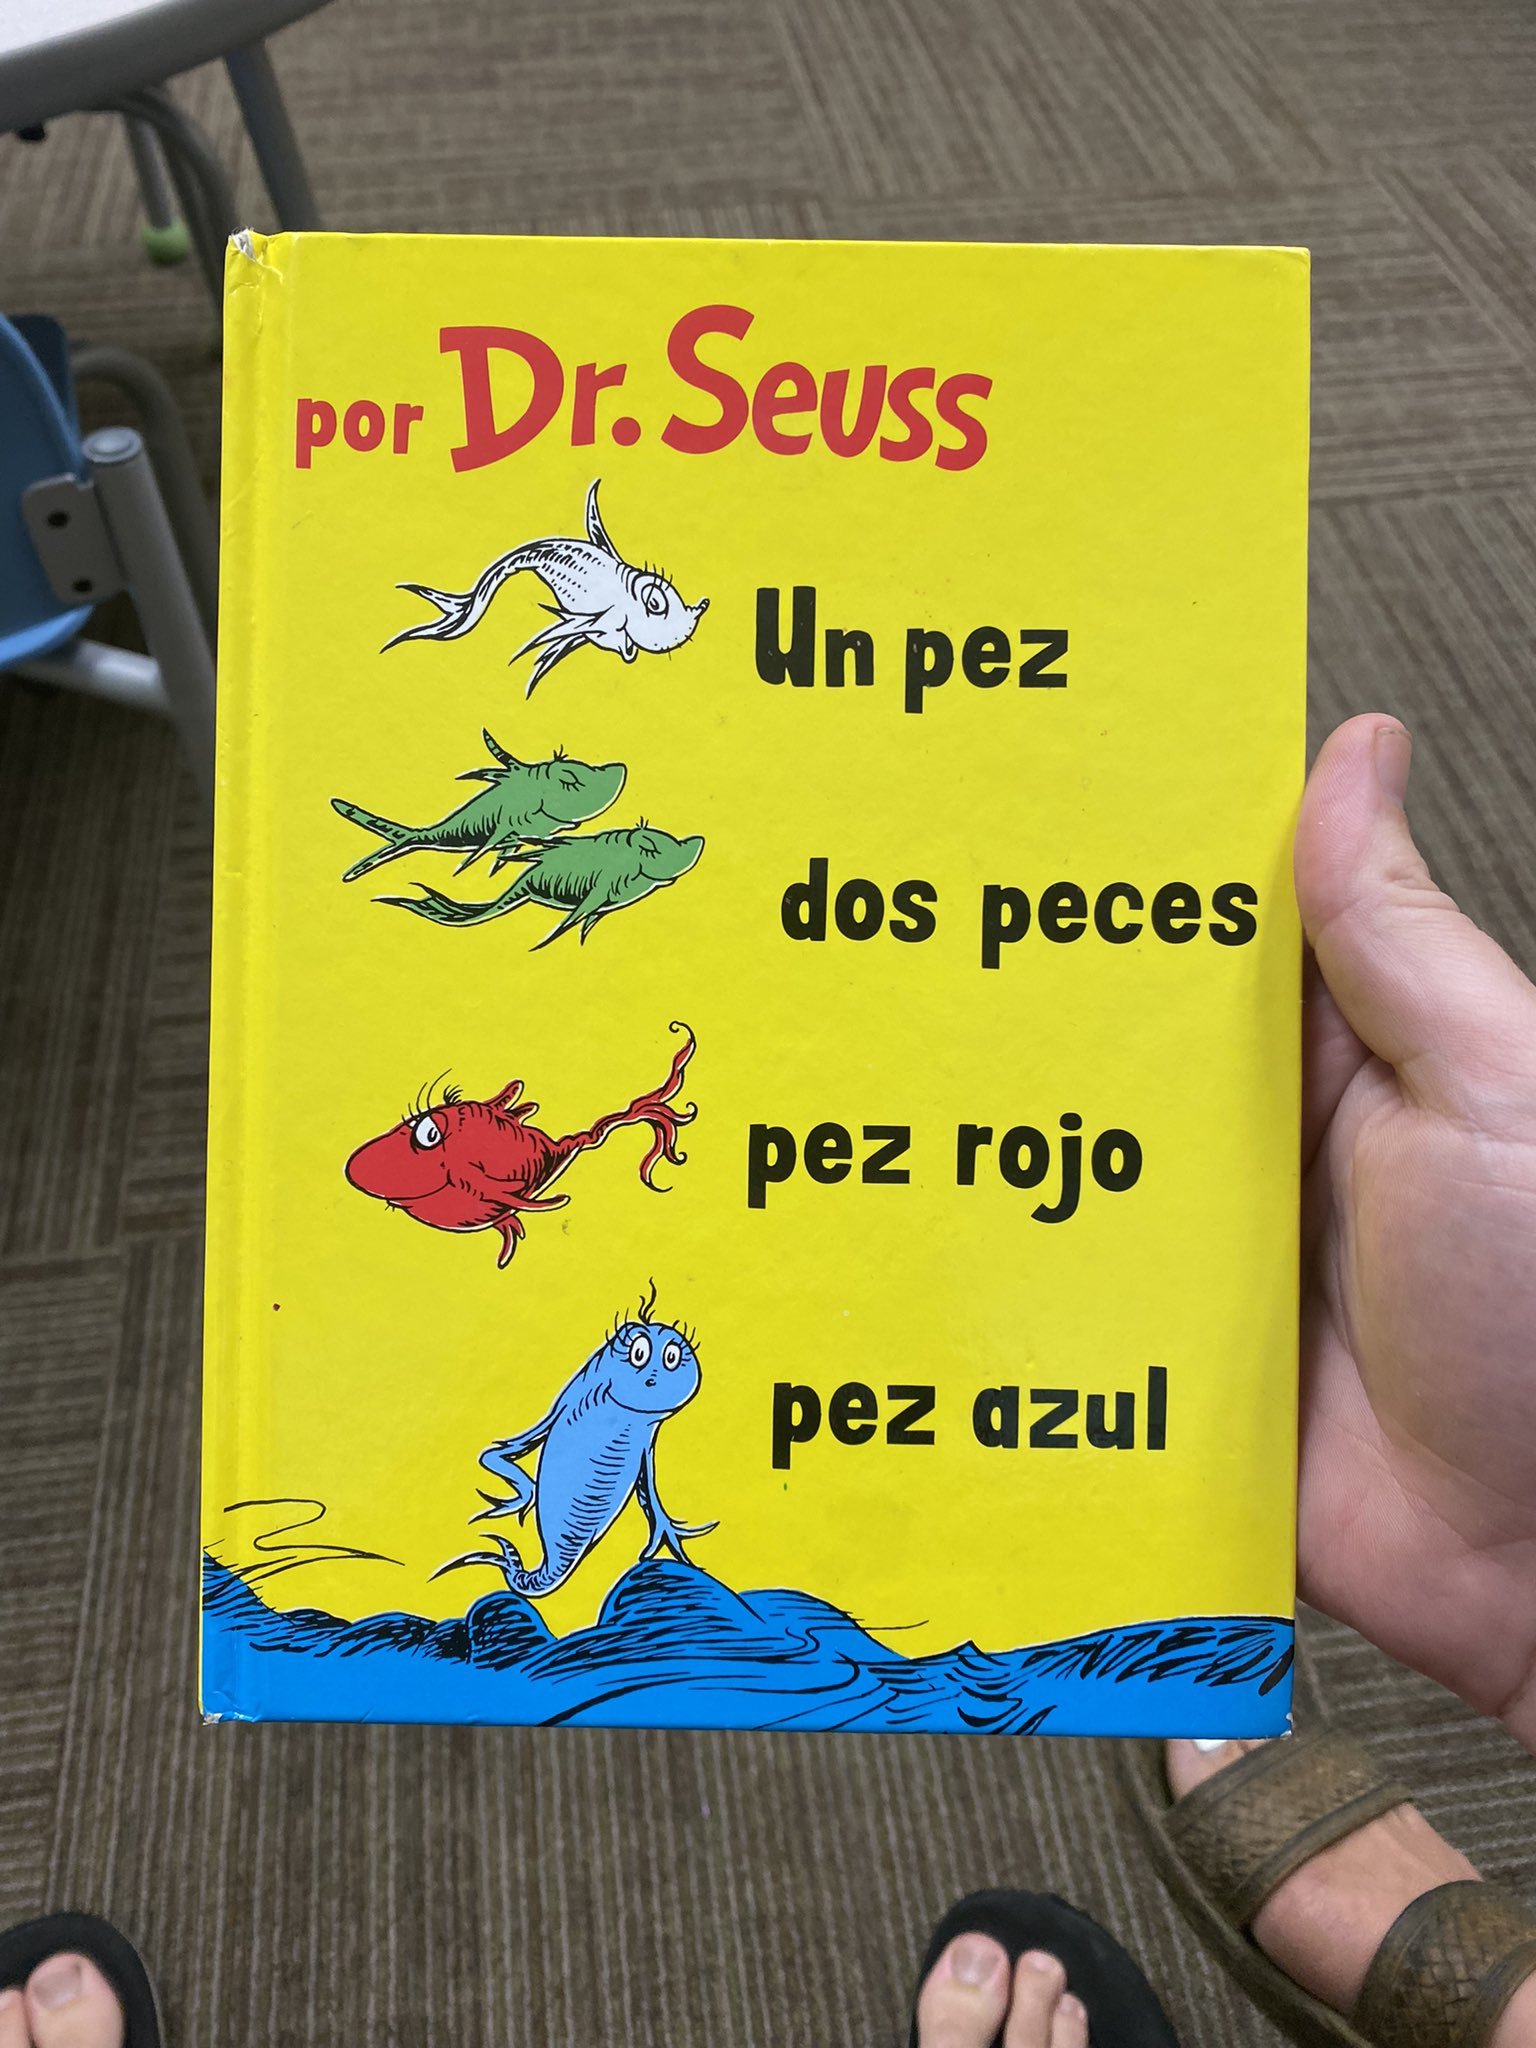 por Dr. Seuss
Un pez
dos peces
pez rojo
pez azul